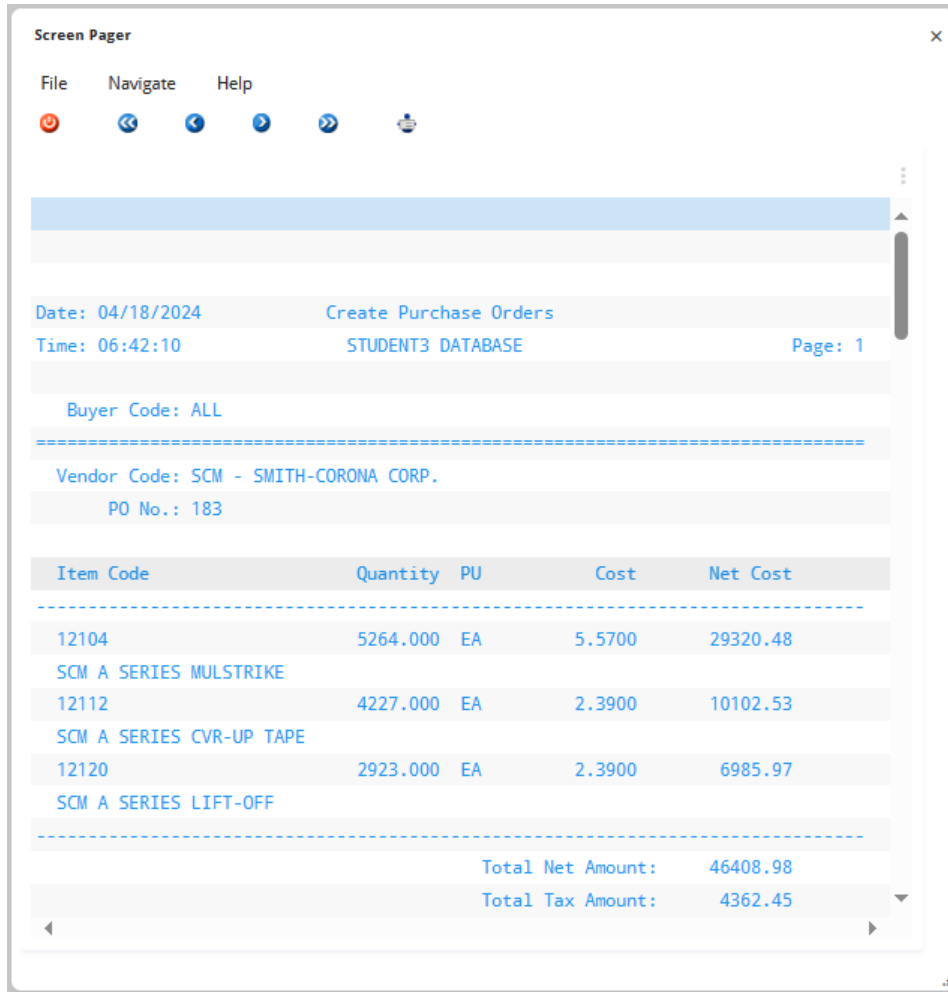 Screen Pager
File Navigate Help
Date: 04/18/2024 Create Purchase Orders
Time: 06:42:10 STUDENT3 DATABASE Page: 1
Buyer Code: ALL
================================================================================
Vendor Code: SCM - SMITH-CORONA CORP.
PO No.: 183
Item Code Quantity PU Cost Net Cost
--------------------------------------------------------------------------------
12104 5264.000 EA 5.5700 29320.48
SCM A SERIES MULSTRIKE
12112 4227.000 EA 2.3900 10102.53
SCM A SERIES CVR-UP TAPE
12120 2923.000 EA 2.3900 6985.97
SCM A SERIES LIFT-OFF
--------------------------------------------------------------------------------
Total Net Amount: 46408.98
Total Tax Amount: 4362.45